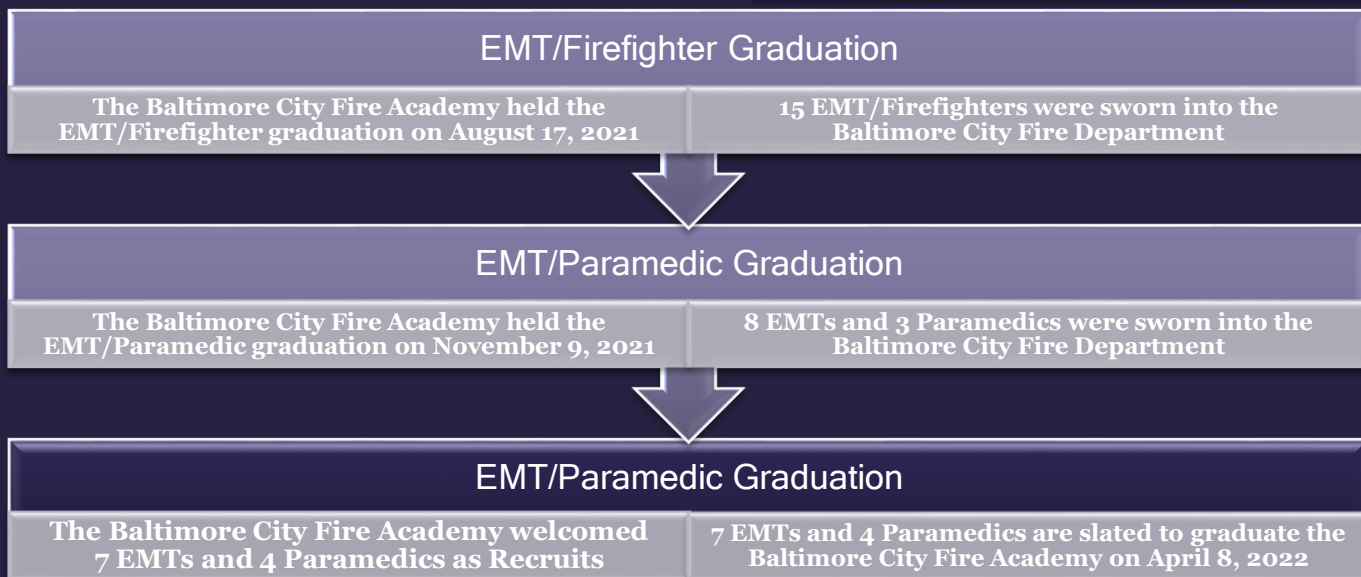 EMT/Firefighter Graduation
The Baltimore City Fire Academy held the
EMT/Firefighter graduation on August 17, 2021
15 EMT/Firefighters were sworn into the
Baltimore City Fire Department
EMT/Paramedic Graduation
The Baltimore City Fire Academy held the
EMT/Paramedic graduation on November 9, 2021
8 EMTs and 3 Paramedics were sworn into the
Baltimore City Fire Department
EMT/Paramedic Graduation
The Baltimore City Fire Academy welcomed
7 EMTs and 4 Paramedics as Recruits
7 EMTs and 4 Paramedics are slated to graduate the
Baltimore City Fire Academy on April 8, 2022